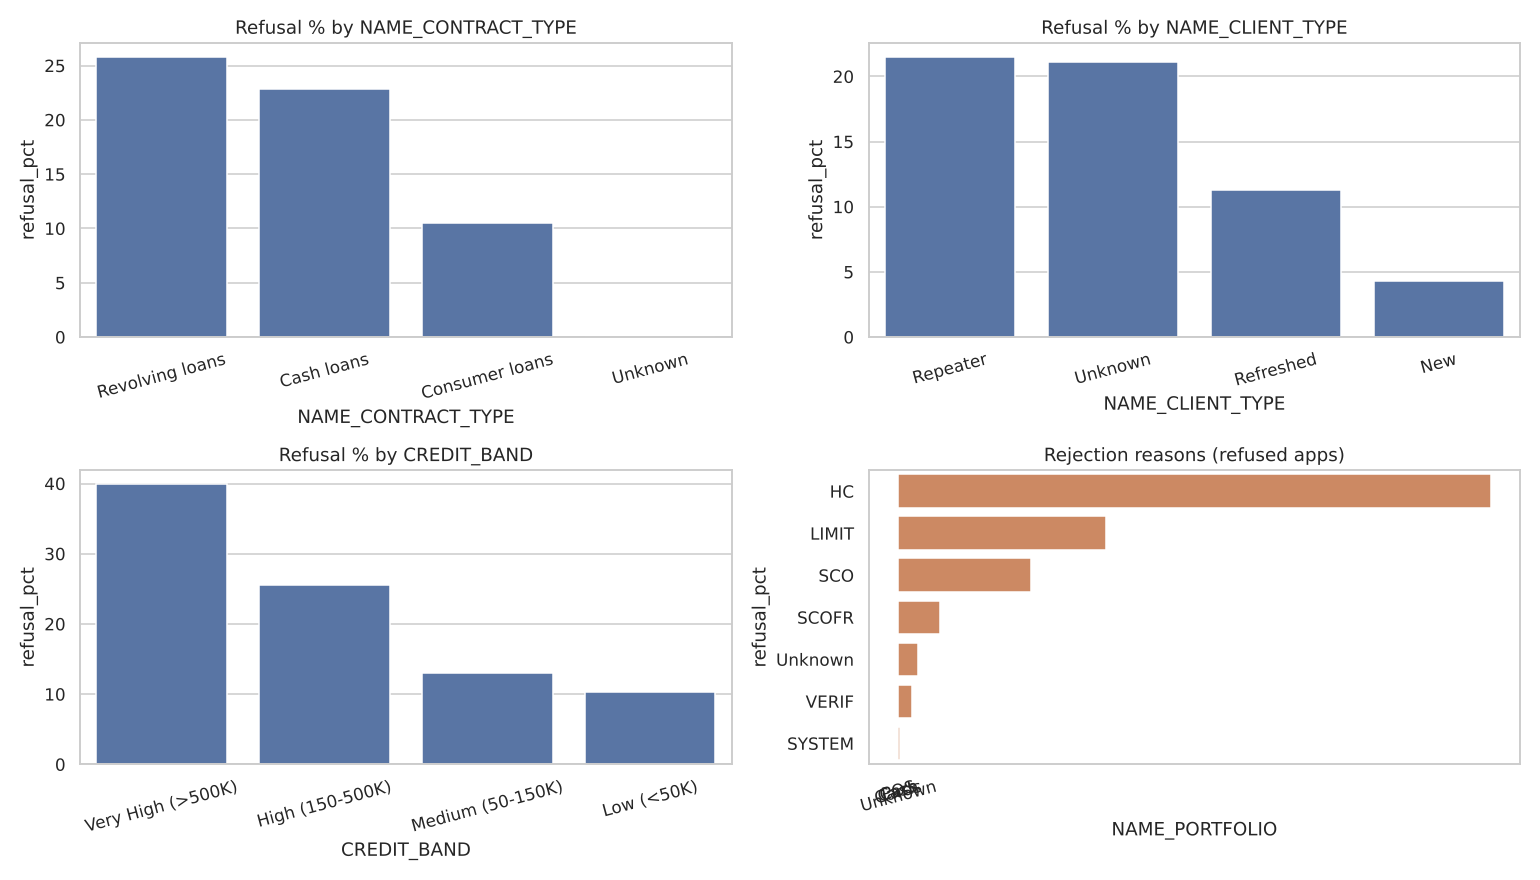 Refusal % by NAME_CONTRACT_TYPE
refusal_pct
25
20
15
10
5
0
Revolving loans
Cash loans
Consumer loans
Unknown
NAME_CONTRACT_TYPE
Refusal % by NAME_CLIENT_TYPE
refusal_pct
20
15
10
5
0
Repeater
Unknown
Refreshed
New
NAME_CLIENT_TYPE
Refusal % by CREDIT_BAND
refusal_pct
40
30
20
10
0
Very High (>500K)
High (150-500K)
Medium (50-150K)
Low (<50K)
CREDIT_BAND
Rejection reasons (refused apps)
refusal_pct
HC
LIMIT
SCO
SCOFR
Unknown
VERIF
SYSTEM
Unknown
NAME_PORTFOLIO